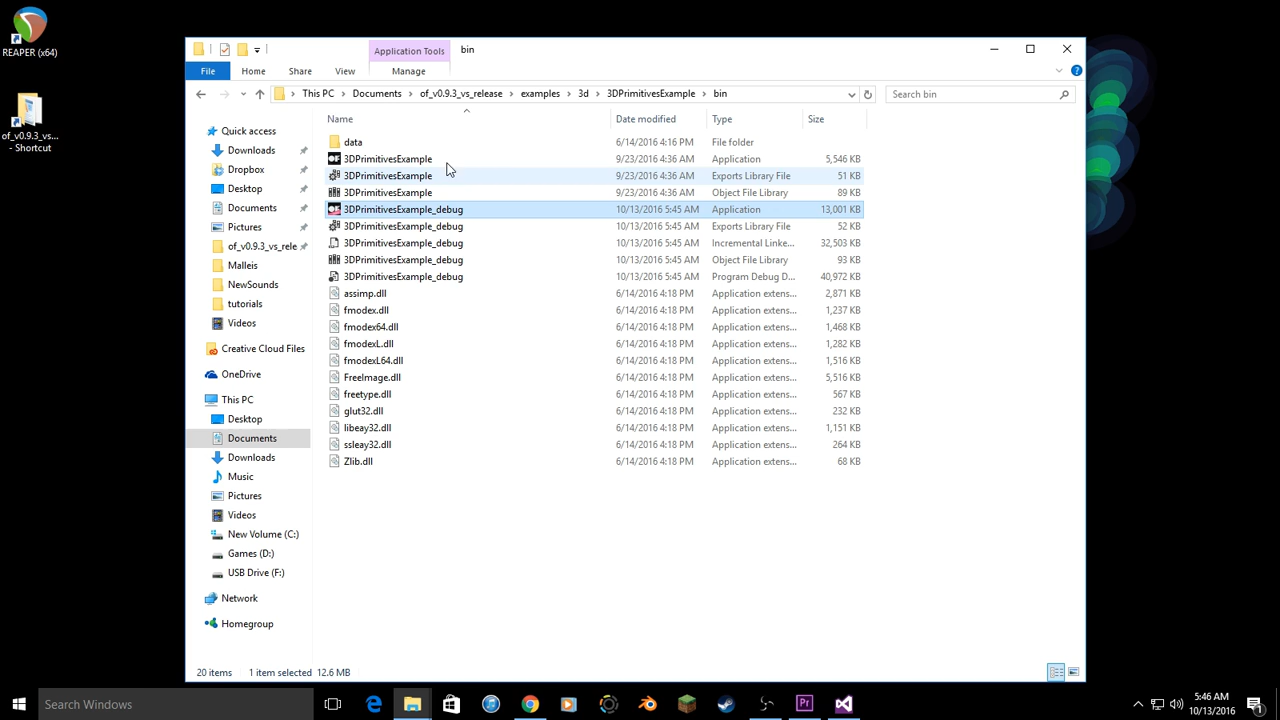 REAPER (x64)
of_v0.9.3_vs...
- Shortcut
Application Tools
bin
File
Home
Share
View
Manage
This PC > Documents > of_v0.9.3_vs_release > examples > 3d > 3DPrimitivesExample > bin
Search bin
Name Date modified Type Size
data 6/14/2016 4:16 PM File folder
3DPrimitivesExample 9/23/2016 4:36 AM Application 5,546 KB
3DPrimitivesExample 9/23/2016 4:36 AM Exports Library File 51 KB
3DPrimitivesExample 9/23/2016 4:36 AM Object File Library 89 KB
3DPrimitivesExample_debug 10/13/2016 5:45 AM Application 13,001 KB
3DPrimitivesExample_debug 10/13/2016 5:45 AM Exports Library File 52 KB
3DPrimitivesExample_debug 10/13/2016 5:45 AM Incremental Linke... 32,503 KB
3DPrimitivesExample_debug 10/13/2016 5:45 AM Object File Library 93 KB
3DPrimitivesExample_debug 10/13/2016 5:45 AM Program Debug D... 40,972 KB
assimp.dll 6/14/2016 4:18 PM Application extens... 2,871 KB
fmodex.dll 6/14/2016 4:18 PM Application extens... 1,237 KB
fmodex64.dll 6/14/2016 4:18 PM Application extens... 1,468 KB
fmodexL.dll 6/14/2016 4:18 PM Application extens... 1,282 KB
fmodexL64.dll 6/14/2016 4:18 PM Application extens... 1,516 KB
FreeImage.dll 6/14/2016 4:18 PM Application extens... 5,516 KB
freetype.dll 6/14/2016 4:18 PM Application extens... 567 KB
glut32.dll 6/14/2016 4:18 PM Application extens... 232 KB
libeay32.dll 6/14/2016 4:18 PM Application extens... 1,151 KB
ssleay32.dll 6/14/2016 4:18 PM Application extens... 264 KB
Zlib.dll 6/14/2016 4:18 PM Application extens... 68 KB
Quick access
Downloads
Dropbox
Desktop
Documents
Pictures
of_v0.9.3_vs_rele
Malleis
NewSounds
tutorials
Videos
Creative Cloud Files
OneDrive
This PC
Desktop
Documents
Downloads
Music
Pictures
Videos
New Volume (C:)
Games (D:)
USB Drive (F:)
Network
Homegroup
20 items 1 item selected 12.6 MB
Search Windows
Pr
5:46 AM
10/13/2016
1